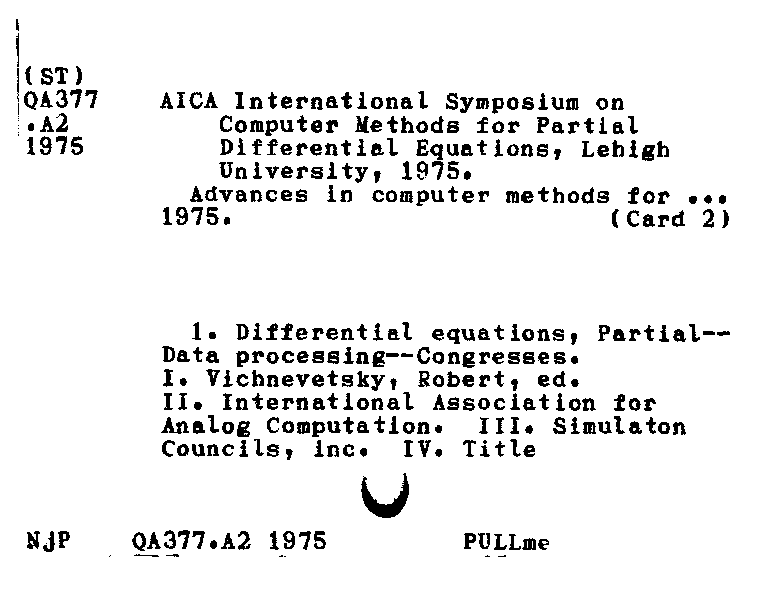 (ST)
QA377 AICA International Symposium on
.A2 Computer Methods for Partial
1975 Differential Equations, Lehigh
University, 1975.
Advances in computer methods for ...
1975. (Card 2)
1. Differential equations, Partial--
Data processing--Congresses.
I. Vichnevetsky, Robert, ed.
II. International Association for
Analog Computation. III. Simulaton
Councils, inc. IV. Title
NjP QA377.A2 1975 PULLme